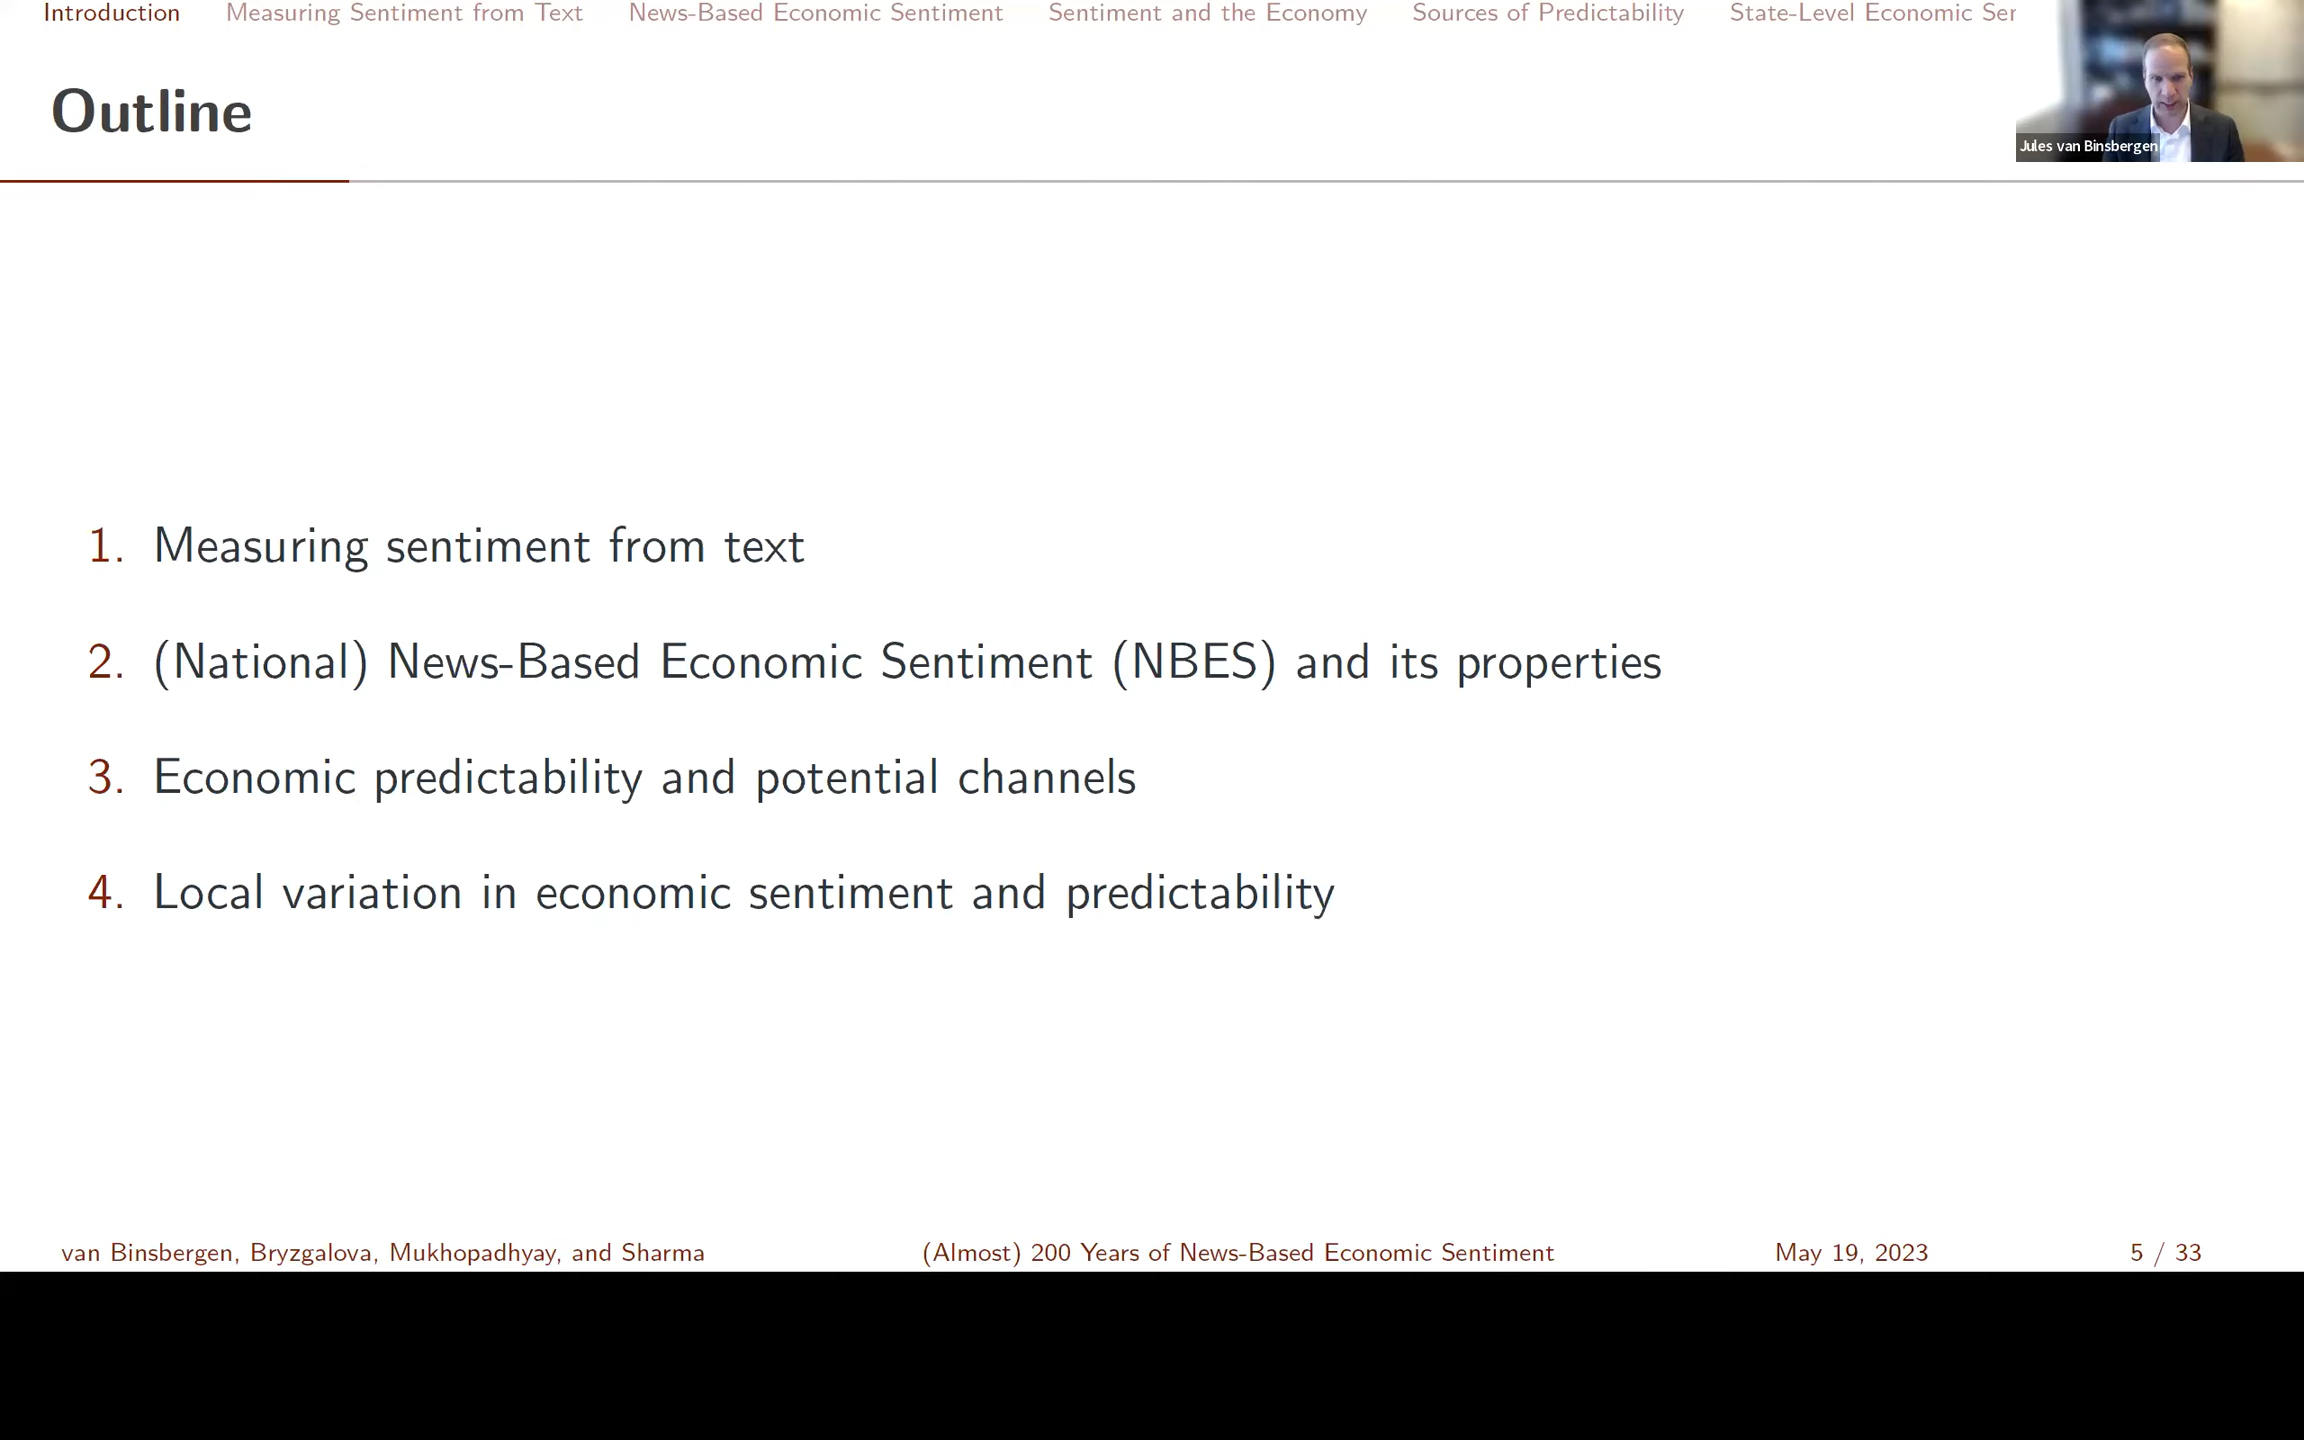 Introduction Measuring Sentiment from Text News-Based Economic Sentiment Sentiment and the Economy Sources of Predictability State-Level Economic Ser
Outline
Jules van Binsbergen
1. Measuring sentiment from text
2. (National) News-Based Economic Sentiment (NBES) and its properties
3. Economic predictability and potential channels
4. Local variation in economic sentiment and predictability
van Binsbergen, Bryzgalova, Mukhopadhyay, and Sharma (Almost) 200 Years of News-Based Economic Sentiment May 19, 2023 5 / 33